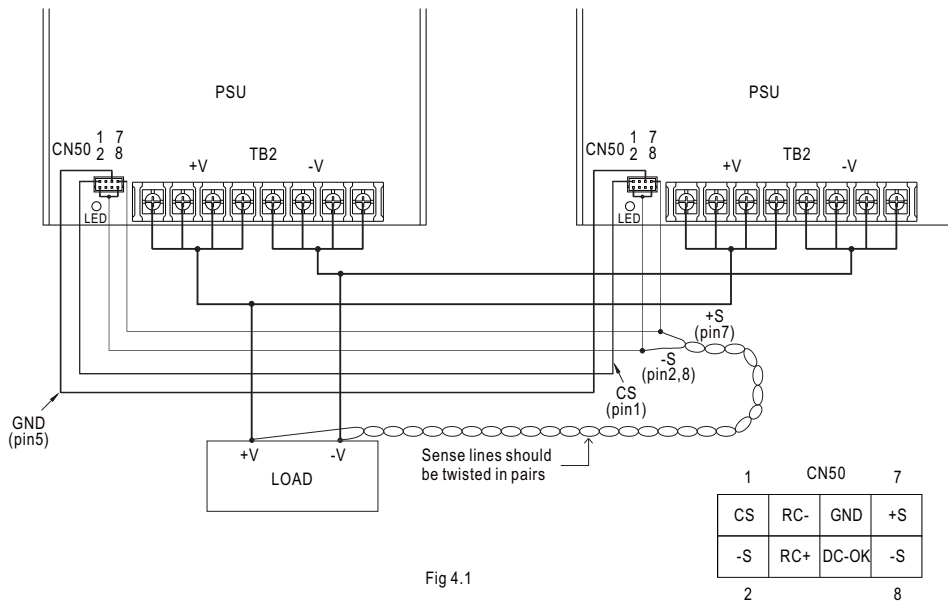 PSU
PSU
CN50
1 7
2 8
+V
TB2
-V
LED
CN50
1 7
2 8
+V
TB2
-V
LED
+S
(pin7)
-S
(pin2,8)
CS
(pin1)
GND
(pin5)
+V
-V
LOAD
Sense lines should
be twisted in pairs
1 CN50 7
CS RC- GND +S
-S RC+ DC-OK -S
2 8
Fig 4.1